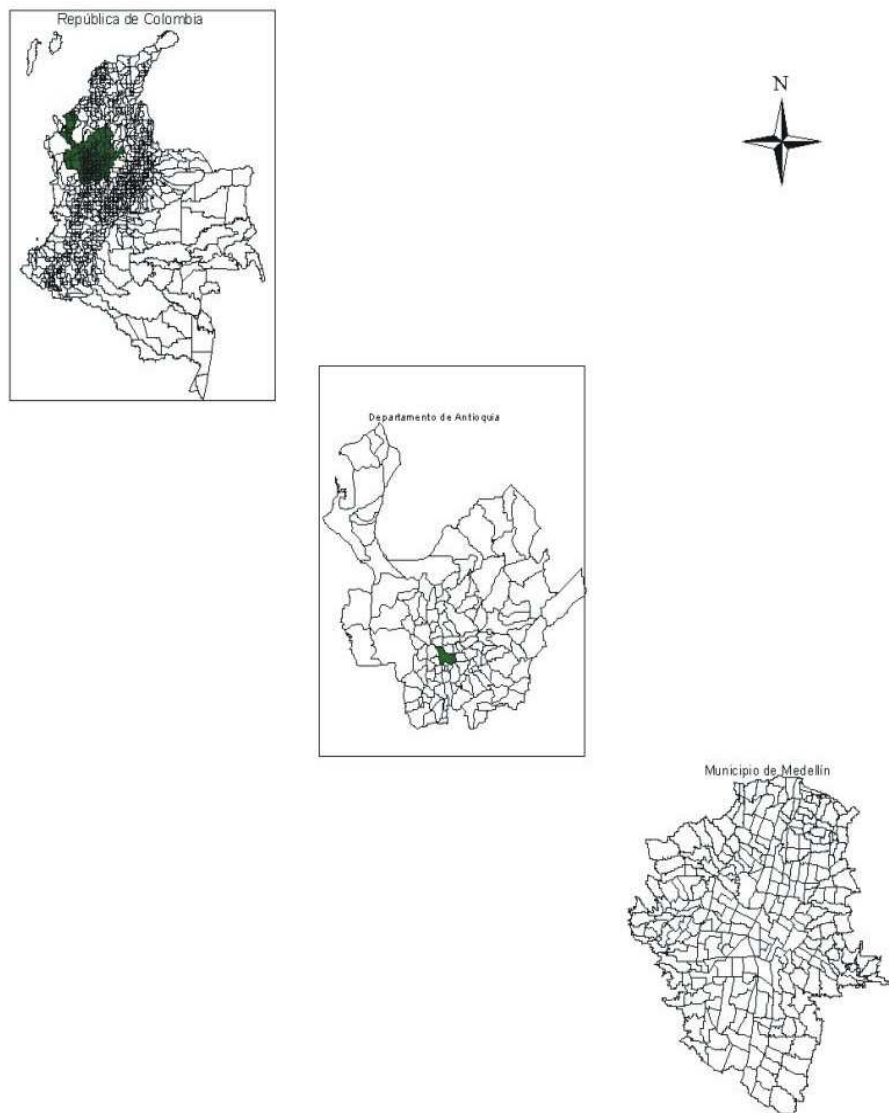 República de Colombia
N
Departamento de Antioquia
Municipio de Medellín